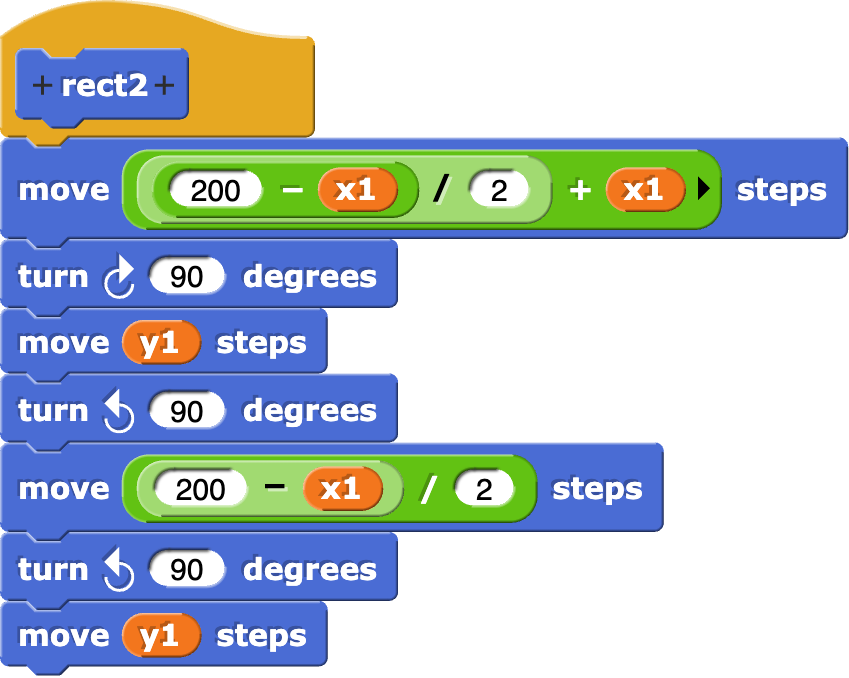 + rect2 +
move 200 - x1 / 2 + x1 steps
turn 90 degrees
move y1 steps
turn 90 degrees
move 200 - x1 / 2 steps
turn 90 degrees
move y1 steps